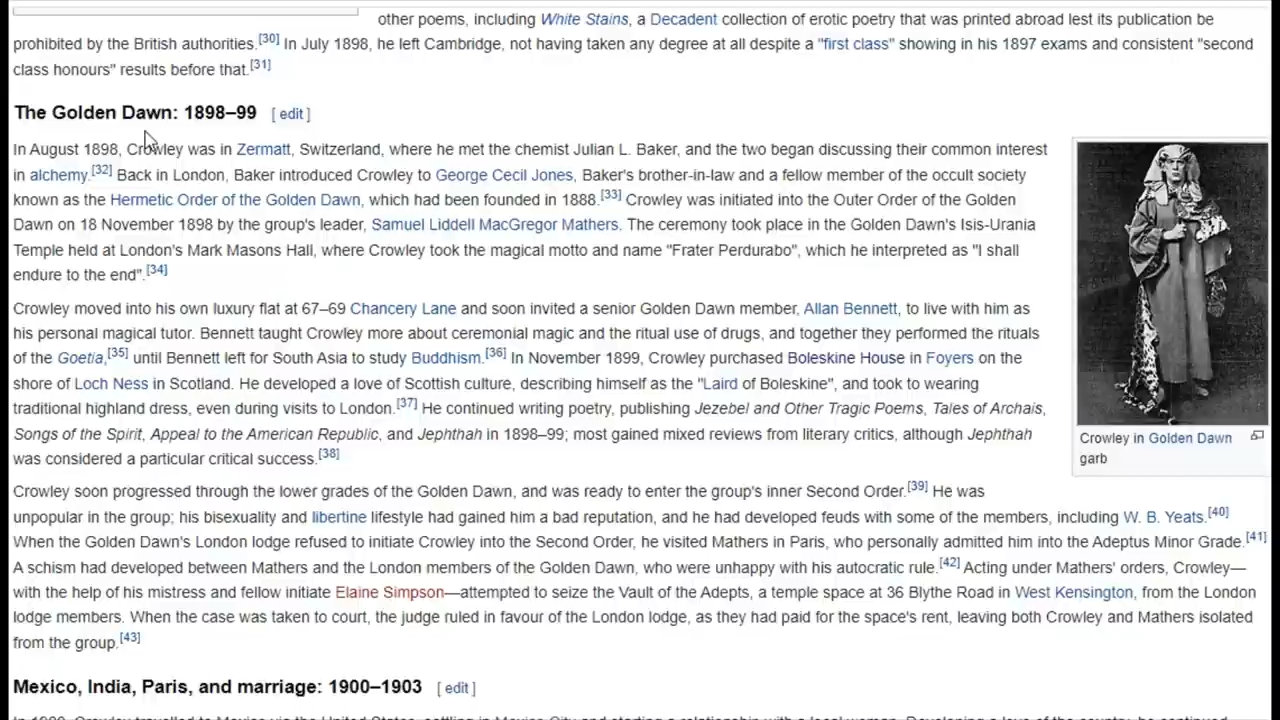 other poems, including White Stains, a Decadent collection of erotic poetry that was printed abroad lest its publication be
prohibited by the British authorities.[30] In July 1898, he left Cambridge, not having taken any degree at all despite a "first class" showing in his 1897 exams and consistent "second
class honours" results before that.[31]
The Golden Dawn: 1898–99 [ edit ]
In August 1898, Crowley was in Zermatt, Switzerland, where he met the chemist Julian L. Baker, and the two began discussing their common interest
in alchemy.[32] Back in London, Baker introduced Crowley to George Cecil Jones, Baker's brother-in-law and a fellow member of the occult society
known as the Hermetic Order of the Golden Dawn, which had been founded in 1888.[33] Crowley was initiated into the Outer Order of the Golden
Dawn on 18 November 1898 by the group's leader, Samuel Liddell MacGregor Mathers. The ceremony took place in the Golden Dawn's Isis-Urania
Temple held at London's Mark Masons Hall, where Crowley took the magical motto and name "Frater Perdurabo", which he interpreted as "I shall
endure to the end".[34]
Crowley moved into his own luxury flat at 67–69 Chancery Lane and soon invited a senior Golden Dawn member, Allan Bennett, to live with him as
his personal magical tutor. Bennett taught Crowley more about ceremonial magic and the ritual use of drugs, and together they performed the rituals
of the Goetia,[35] until Bennett left for South Asia to study Buddhism.[36] In November 1899, Crowley purchased Boleskine House in Foyers on the
shore of Loch Ness in Scotland. He developed a love of Scottish culture, describing himself as the "Laird of Boleskine", and took to wearing
traditional highland dress, even during visits to London.[37] He continued writing poetry, publishing Jezebel and Other Tragic Poems, Tales of Archais,
Songs of the Spirit, Appeal to the American Republic, and Jephthah in 1898–99; most gained mixed reviews from literary critics, although Jephthah
was considered a particular critical success.[38]
Crowley in Golden Dawn
garb
Crowley soon progressed through the lower grades of the Golden Dawn, and was ready to enter the group's inner Second Order.[39] He was
unpopular in the group; his bisexuality and libertine lifestyle had gained him a bad reputation, and he had developed feuds with some of the members, including W. B. Yeats.[40]
When the Golden Dawn's London lodge refused to initiate Crowley into the Second Order, he visited Mathers in Paris, who personally admitted him into the Adeptus Minor Grade.[41]
A schism had developed between Mathers and the London members of the Golden Dawn, who were unhappy with his autocratic rule.[42] Acting under Mathers' orders, Crowley—
with the help of his mistress and fellow initiate Elaine Simpson—attempted to seize the Vault of the Adepts, a temple space at 36 Blythe Road in West Kensington, from the London
lodge members. When the case was taken to court, the judge ruled in favour of the London lodge, as they had paid for the space's rent, leaving both Crowley and Mathers isolated
from the group.[43]
Mexico, India, Paris, and marriage: 1900–1903 [ edit ]
In 1900, Crowley travelled to Mexico via the United States, settling in Mexico City and starting a relationship with a local woman. Developing a love of the country, he continued